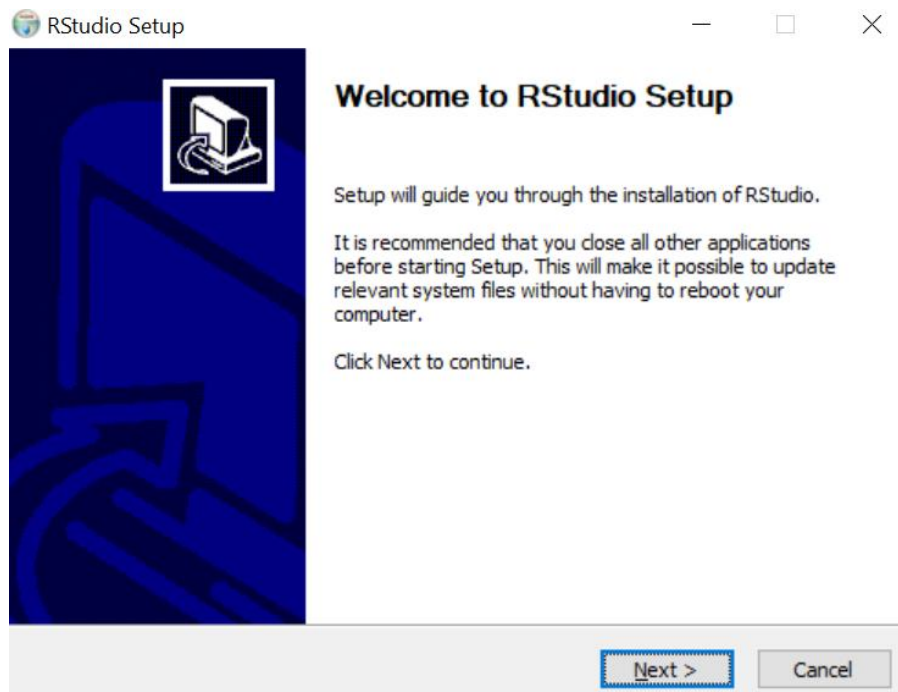 RStudio Setup
Welcome to RStudio Setup
Setup will guide you through the installation of RStudio.
It is recommended that you close all other applications
before starting Setup. This will make it possible to update
relevant system files without having to reboot your
computer.
Click Next to continue.
Next >
Cancel